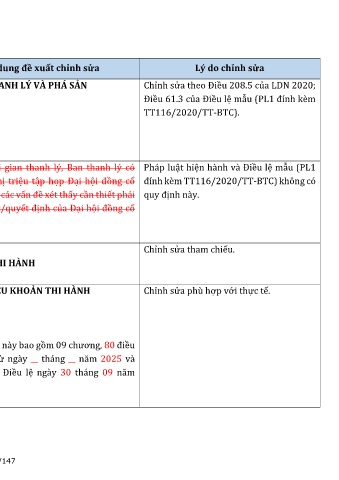 dung đề xuất chỉnh sửa
Lý do chỉnh sửa
ANH LÝ VÀ PHÁ SẢN
Chỉnh sửa theo Điều 208.5 của LDN 2020;
Điều 61.3 của Điều lệ mẫu (PL1 đính kèm
TT116/2020/TT-BTC).
i gian thanh lý, Ban thanh lý có
hị triệu tập họp Đại hội đồng cổ
các vấn đề xét thấy cần thiết phải
/quyết định của Đại hội đồng cổ
Pháp luật hiện hành và Điều lệ mẫu (PL1
đính kèm TT116/2020/TT-BTC) không có
quy định này.
HI HÀNH
Chỉnh sửa tham chiếu.
ỀU KHOẢN THI HÀNH
Chỉnh sửa phù hợp với thực tế.
này bao gồm 09 chương, 80 điều
từ ngày __ tháng __ năm 2025 và
Điều lệ ngày 30 tháng 09 năm
/147